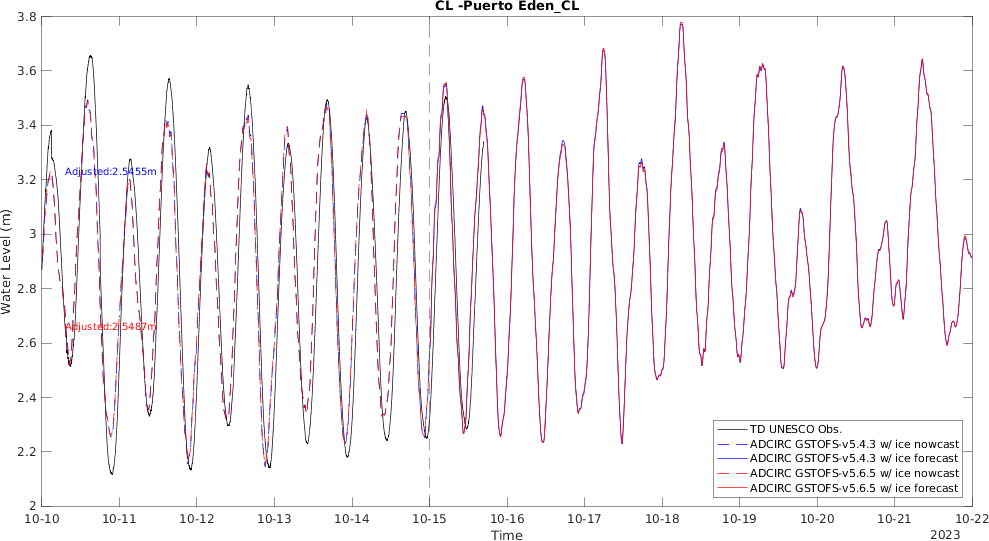 CL -Puerto Eden_CL
3.8
3.6
3.4
3.2
3
2.8
2.6
2.4
2.2
2
Water Level (m)
Adjusted:2.5455m
Adjusted:2.5487m
TD UNESCO Obs.
ADCIRC GSTOFS-v5.4.3 w/ ice nowcast
ADCIRC GSTOFS-v5.4.3 w/ ice forecast
ADCIRC GSTOFS-v5.6.5 w/ ice nowcast
ADCIRC GSTOFS-v5.6.5 w/ ice forecast
10-10 10-11 10-12 10-13 10-14 10-15 10-16 10-17 10-18 10-19 10-20 10-21 10-22
Time
2023